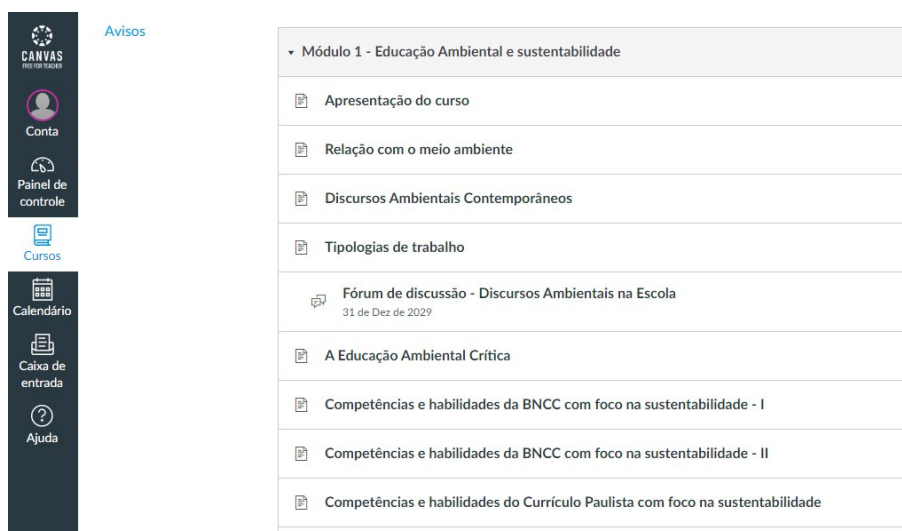 CANVAS
FREE FOR TEACHER
Conta
Painel de
controle
Cursos
Calendário
Caixa de
entrada
Ajuda
Avisos
Módulo 1 - Educação Ambiental e sustentabilidade
Apresentação do curso
Relação com o meio ambiente
Discursos Ambientais Contemporâneos
Tipologias de trabalho
Fórum de discussão - Discursos Ambientais na Escola
31 de Dez de 2029
A Educação Ambiental Crítica
Competências e habilidades da BNCC com foco na sustentabilidade - I
Competências e habilidades da BNCC com foco na sustentabilidade - II
Competências e habilidades do Currículo Paulista com foco na sustentabilidade